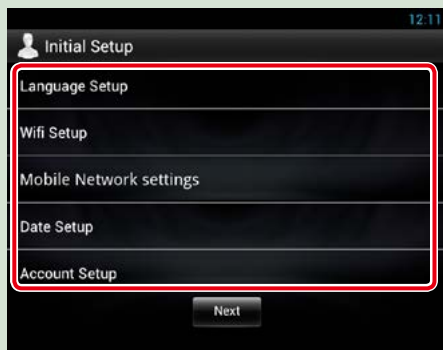 12:11
Initial Setup
Language Setup
Wifi Setup
Mobile Network settings
Date Setup
Account Setup
Next